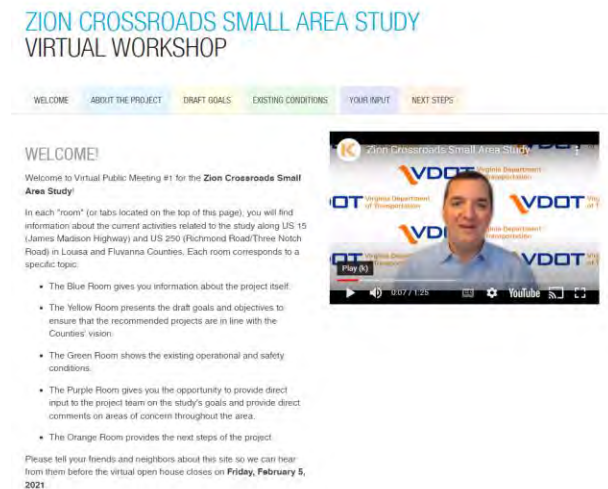 ZION CROSSROADS SMALL AREA STUDY
VIRTUAL WORKSHOP
WELCOME ABOUT THE PROJECT DRAFT GOALS EXISTING CONDITIONS YOUR INPUT NEXT STEPS
WELCOME!
Welcome to Virtual Public Meeting #1 for the Zion Crossroads Small
Area Study!
In each "room" (or tabs located on the top of this page), you will find
information about the current activities related to the study along US 15
(James Madison Highway) and US 250 (Richmond Road/Three Notch
Road) in Louisa and Fluvanna Counties. Each room corresponds to a
specific topic:
• The Blue Room gives you information about the project itself.
• The Yellow Room presents the draft goals and objectives to
ensure that the recommended projects are in line with the
Counties' vision.
• The Green Room shows the existing operational and safety
conditions.
• The Purple Room gives you the opportunity to provide direct
input to the project team on the study's goals and provide direct
comments on areas of concern throughout the area.
• The Orange Room provides the next steps of the project.
Please tell your friends and neighbors about this site so we can hear
from them before the virtual open house closes on Friday, February 5,
2021
K Zion Crossroads Small Area Study
VDOT Virginia Department
of Transportation
OT Virginia Department
of Transportation
VDOT
VD
VDOT
Play (k)
0:07 / 1:25 YouTube